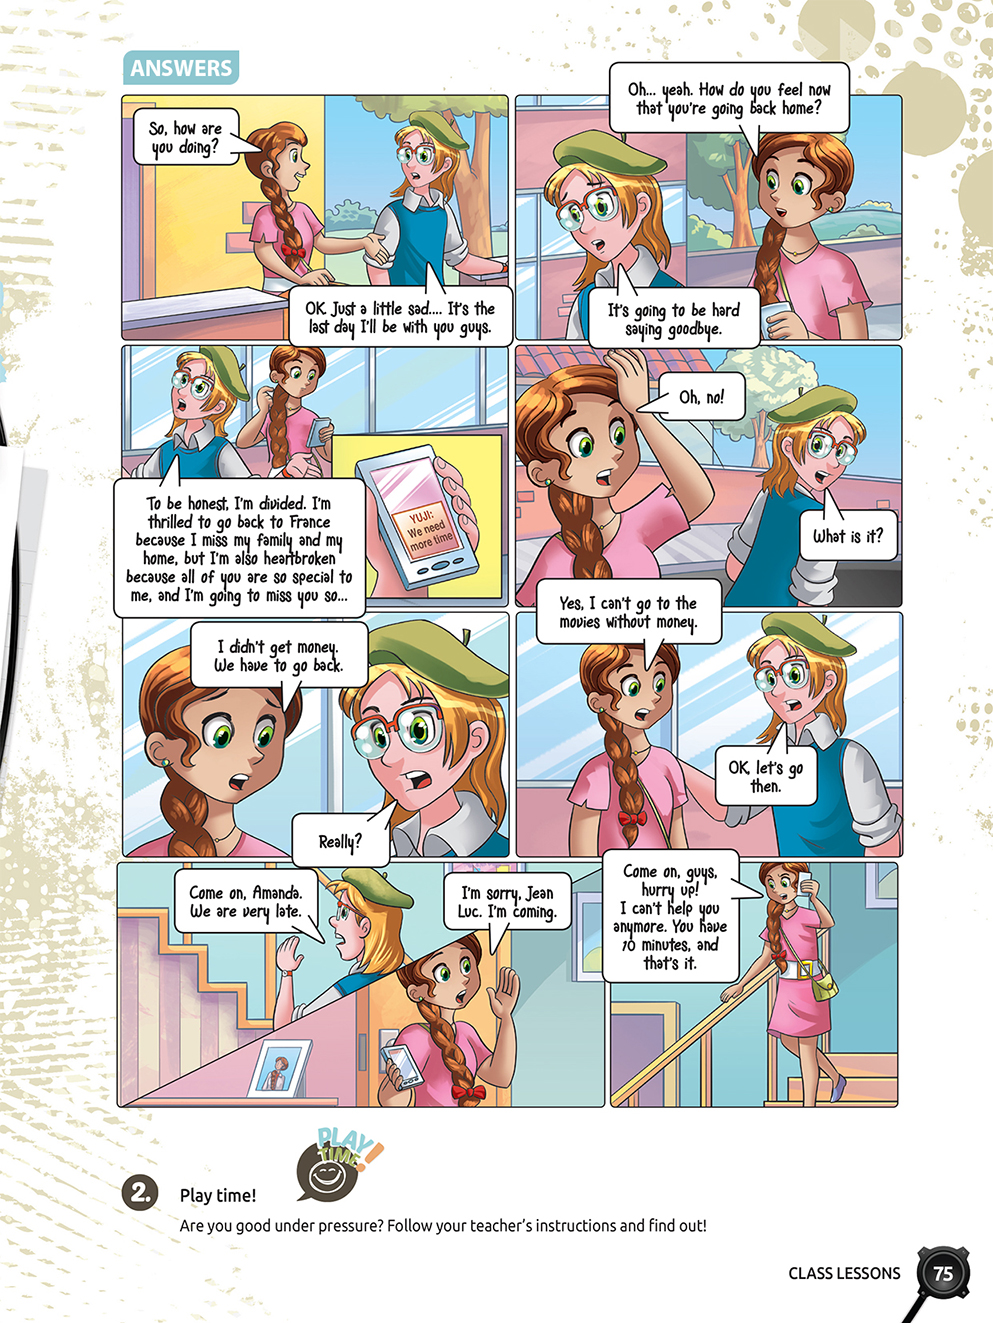 ANSWERS
So, how are
you doing?
OK. Just a little sad.... It's the
last day I'll be with you guys.
Oh... yeah. How do you feel now
that you're going back home?
It's going to be hard
saying goodbye.
To be honest, I'm divided. I'm
thrilled to go back to France
because I miss my family and my
home, but I'm also heartbroken
because all of you are so special to
me, and I'm going to miss you so...
YUJI:
We need
more time
Oh, no!
What is it?
I didn't get money.
We have to go back.
Really?
Yes, I can't go to the
movies without money.
OK, let's go
then.
Come on, Amanda.
We are very late.
I'm sorry, Jean
Luc. I'm coming.
Come on, guys,
hurry up!
I can't help you
anymore. You have
10 minutes, and
that's it.
PLAY
TIME!
2. Play time!
Are you good under pressure? Follow your teacher's instructions and find out!
CLASS LESSONS 75